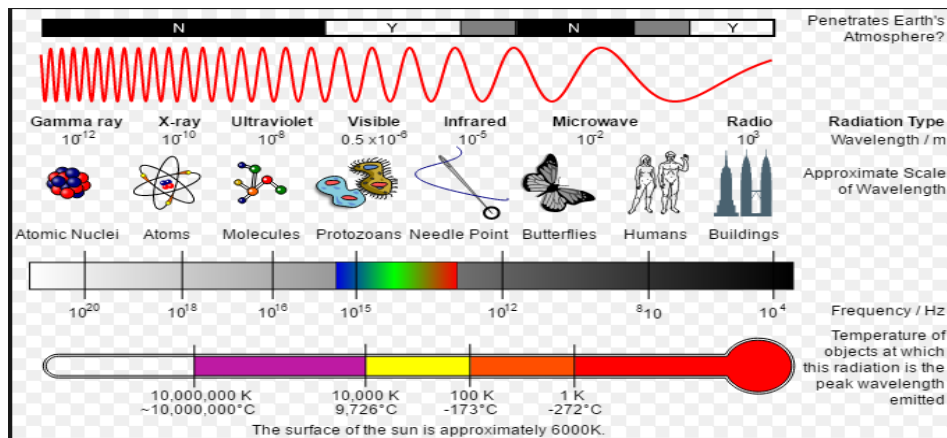 N Y N Y Penetrates Earth's
Atmosphere?
Gamma ray X-ray Ultraviolet Visible Infrared Microwave Radio Radiation Type
10⁻¹² 10⁻¹⁰ 10⁻⁸ 0.5 ×10⁻⁶ 10⁻⁵ 10⁻² 10³ Wavelength / m
Approximate Scale
of Wavelength
Atomic Nuclei Atoms Molecules Protozoans Needle Point Butterflies Humans Buildings
10²⁰ 10¹⁸ 10¹⁶ 10¹⁵ 10¹² ⁸10 10⁴ Frequency / Hz
Temperature of
objects at which
this radiation is the
peak wavelength
emitted
10,000,000 K 10,000 K 100 K 1 K
~10,000,000°C 9,726°C -173°C -272°C
The surface of the sun is approximately 6000K.